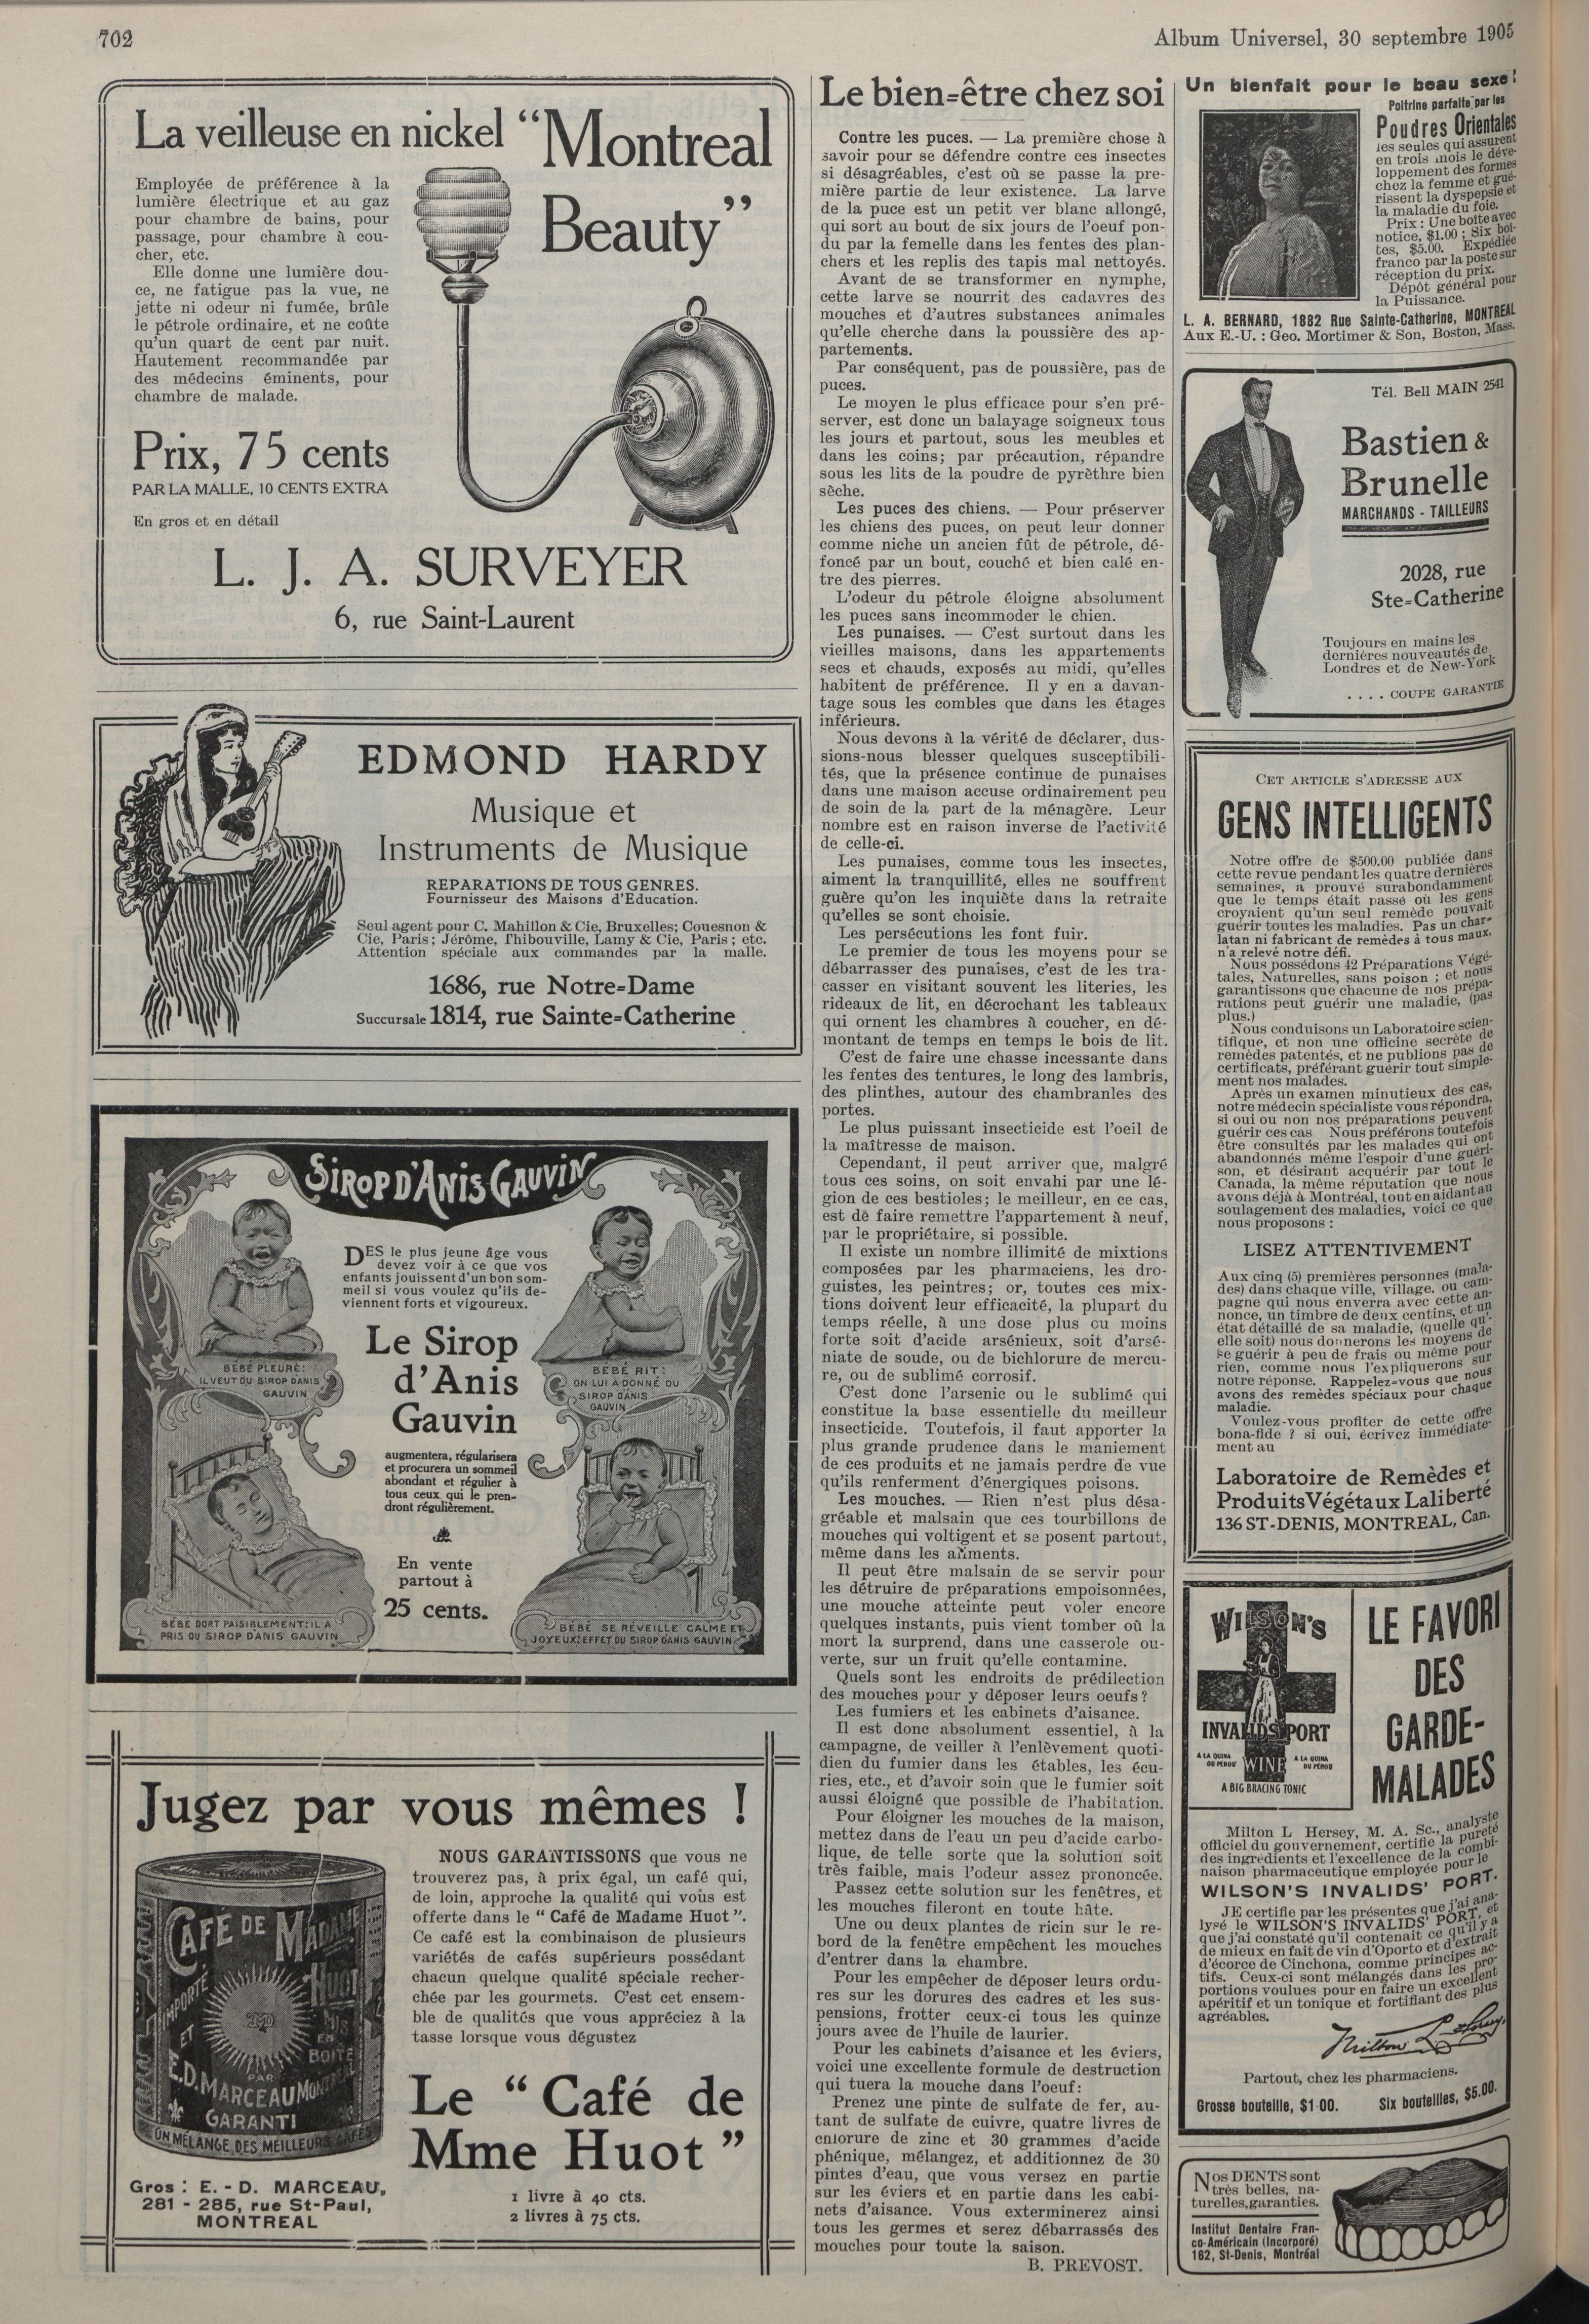 702
Album Universel, 30 septembre 1905
La veilleuse en nickel “Montreal
Beauty”
Employée de préférence à la
lumière électrique et au gaz
pour chambre de bains, pour
passage, pour chambre à cou-
cher, etc.
Elle donne une lumière dou-
ce, ne fatigue pas la vue, ne
jette ni odeur ni fumée, brûle
le pétrole ordinaire, et ne coûte
qu'un quart de cent par nuit.
Hautement recommandée par
des médecins éminents, pour
chambre de malade.
Prix, 75 cents
PAR LA MALLE, 10 CENTS EXTRA
En gros et en détail
L. J. A. SURVEYER
6, rue Saint-Laurent
EDMOND HARDY
Musique et
Instruments de Musique
REPARATIONS DE TOUS GENRES.
Fournisseur des Maisons d'Education.
Seul agent pour C. Mahillon & Cie, Bruxelles; Couesnon &
Cie, Paris; Jérôme, Thibouville, Lamy & Cie, Paris; etc.
Attention spéciale aux commandes par la malle.
1686, rue Notre-Dame
Succursale 1814, rue Sainte-Catherine
SIROP D'ANIS GAUVIN
DES le plus jeune âge vous
devez voir à ce que vos
enfants jouissent d'un bon som-
meil si vous voulez qu'ils de-
viennent forts et vigoureux.
Le Sirop
d'Anis
Gauvin
BÉBÉ PLEURE:
IL VEUT DU SIROP D'ANIS
GAUVIN
BÉBÉ RIT:
ON LUI A DONNÉ DU
SIROP D'ANIS
GAUVIN
augmentera, régularisera
et procurera un sommeil
abondant et régulier à
tous ceux qui le pren-
dront régulièrement.
En vente
partout à
25 cents.
BÉBÉ DORT PAISIBLEMENT: IL A
PRIS DU SIROP D'ANIS GAUVIN
BÉBÉ SE RÉVEILLE CALME ET
JOYEUX: EFFET DU SIROP D'ANIS GAUVIN
Jugez par vous mêmes !
NOUS GARANTISSONS que vous ne
trouverez pas, à prix égal, un café qui,
de loin, approche la qualité qui vous est
offerte dans le “ Café de Madame Huot ”.
Ce café est la combinaison de plusieurs
variétés de cafés supérieurs possédant
chacun quelque qualité spéciale recher-
chée par les gourmets. C'est cet ensem-
ble de qualités que vous appréciez à la
tasse lorsque vous dégustez
Le “ Café de
Mme Huot ”
1 livre à 40 cts.
2 livres à 75 cts.
CAFÉ DE MADAME
HUOT
IMPORTÉ
ET
MIS
EN
BOITE
PAR
E.D. MARCEAU MONTREAL
GARANTI
UN MÉLANGE DES MEILLEURS CAFÉS
Gros : E. - D. MARCEAU,
281 - 285, rue St-Paul,
MONTREAL
Le bien-être chez soi
Contre les puces. — La première chose à
savoir pour se défendre contre ces insectes
si désagréables, c'est où se passe la pre-
mière partie de leur existence. La larve
de la puce est un petit ver blanc allongé,
qui sort au bout de six jours de l'oeuf pon-
du par la femelle dans les fentes des plan-
chers et les replis des tapis mal nettoyés.
Avant de se transformer en nymphe,
cette larve se nourrit des cadavres des
mouches et d'autres substances animales
qu'elle cherche dans la poussière des ap-
partements.
Par conséquent, pas de poussière, pas de
puces.
Le moyen le plus efficace pour s'en pré-
server, est donc un balayage soigneux tous
les jours et partout, sous les meubles et
dans les coins; par précaution, répandre
sous les lits de la poudre de pyrèthre bien
sèche.
Les puces des chiens. — Pour préserver
les chiens des puces, on peut leur donner
comme niche un ancien fût de pétrole, dé-
foncé par un bout, couché et bien calé en-
tre des pierres.
L'odeur du pétrole éloigne absolument
les puces sans incommoder le chien.
Les punaises. — C'est surtout dans les
vieilles maisons, dans les appartements
secs et chauds, exposés au midi, qu'elles
habitent de préférence. Il y en a davan-
tage sous les combles que dans les étages
inférieurs.
Nous devons à la vérité de déclarer, dus-
sions-nous blesser quelques susceptibili-
tés, que la présence continue de punaises
dans une maison accuse ordinairement peu
de soin de la part de la ménagère. Leur
nombre est en raison inverse de l'activité
de celle-ci.
Les punaises, comme tous les insectes,
aiment la tranquillité, elles ne souffrent
guère qu'on les inquiète dans la retraite
qu'elles se sont choisie.
Les persécutions les font fuir.
Le premier de tous les moyens pour se
débarrasser des punaises, c'est de les tra-
casser en visitant souvent les literies, les
rideaux de lit, en décrochant les tableaux
qui ornent les chambres à coucher, en dé-
montant de temps en temps le bois de lit.
C'est de faire une chasse incessante dans
les fentes des tentures, le long des lambris,
des plinthes, autour des chambranles des
portes.
Le plus puissant insecticide est l'oeil de
la maîtresse de maison.
Cependant, il peut arriver que, malgré
tous ces soins, on soit envahi par une lé-
gion de ces bestioles; le meilleur, en ce cas,
est dé faire remettre l'appartement à neuf,
par le propriétaire, si possible.
Il existe un nombre illimité de mixtions
composées par les pharmaciens, les dro-
guistes, les peintres; or, toutes ces mix-
tions doivent leur efficacité, la plupart du
temps réelle, à une dose plus ou moins
forte soit d'acide arsénieux, soit d'arsé-
niate de soude, ou de bichlorure de mercu-
re, ou de sublimé corrosif.
C'est donc l'arsenic ou le sublimé qui
constitue la base essentielle du meilleur
insecticide. Toutefois, il faut apporter la
plus grande prudence dans le maniement
de ces produits et ne jamais perdre de vue
qu'ils renferment d'énergiques poisons.
Les mouches. — Rien n'est plus désa-
gréable et malsain que ces tourbillons de
mouches qui voltigent et se posent partout,
même dans les aliments.
Il peut être malsain de se servir pour
les détruire de préparations empoisonnées,
une mouche atteinte peut voler encore
quelques instants, puis vient tomber où la
mort la surprend, dans une casserole ou-
verte, sur un fruit qu'elle contamine.
Quels sont les endroits de prédilection
des mouches pour y déposer leurs oeufs?
Les fumiers et les cabinets d'aisance.
Il est donc absolument essentiel, à la
campagne, de veiller à l'enlèvement quoti-
dien du fumier dans les étables, les écu-
ries, etc., et d'avoir soin que le fumier soit
aussi éloigné que possible de l'habitation.
Pour éloigner les mouches de la maison,
mettez dans de l'eau un peu d'acide carbo-
lique, de telle sorte que la solution soit
très faible, mais l'odeur assez prononcée.
Passez cette solution sur les fenêtres, et
les mouches fileront en toute hâte.
Une ou deux plantes de ricin sur le re-
bord de la fenêtre empêchent les mouches
d'entrer dans la chambre.
Pour les empêcher de déposer leurs ordu-
res sur les dorures des cadres et les sus-
pensions, frotter ceux-ci tous les quinze
jours avec de l'huile de laurier.
Pour les cabinets d'aisance et les éviers,
voici une excellente formule de destruction
qui tuera la mouche dans l'oeuf:
Prenez une pinte de sulfate de fer, au-
tant de sulfate de cuivre, quatre livres de
chlorure de zinc et 30 grammes d'acide
phénique, mélangez, et additionnez de 30
pintes d'eau, que vous versez en partie
sur les éviers et en partie dans les cabi-
nets d'aisance. Vous exterminerez ainsi
tous les germes et serez débarrassés des
mouches pour toute la saison.
B. PREVOST.
Un bienfait pour le beau sexe!
Poitrine parfaite par les
Poudres Orientales
les seules qui assurent
en trois mois le déve-
loppement des formes
chez la femme et gué-
rissent la dyspepsie et
la maladie du foie.
Prix : Une boîte avec
notice, $1.00 ; Six boi-
tes, $5.00. Expédiée
franco par la poste sur
réception du prix.
Dépôt général pour
la Puissance.
L. A. BERNARD, 1882 Rue Sainte-Catherine, MONTREAL
Aux E.-U. : Geo. Mortimer & Son, Boston, Mass.
Tél. Bell MAIN 2541
Bastien &
Brunelle
MARCHANDS - TAILLEURS
2028, rue
Ste-Catherine
Toujours en mains les
dernières nouveautés de
Londres et de New-York
. . . . COUPE GARANTIE
CET ARTICLE S'ADRESSE AUX
GENS INTELLIGENTS
Notre offre de $500.00 publiée dans
cette revue pendant les quatre dernières
semaines, a prouvé surabondamment
que le temps était passé où les gens
croyaient qu'un seul remède pouvait
guérir toutes les maladies. Pas un char-
latan ni fabricant de remèdes à tous maux,
n'a relevé notre défi.
Nous possédons 42 Préparations Végé-
tales, Naturelles, sans poison ; et nous
garantissons que chacune de nos prépa-
rations peut guérir une maladie, (pas
plus.)
Nous conduisons un Laboratoire scien-
tifique, et non une officine secrète de
remèdes patentés, et ne publions pas de
certificats, préférant guérir tout simple-
ment nos malades.
Après un examen minutieux des cas,
notre médecin spécialiste vous répondra,
si oui ou non nos préparations peuvent
guérir ces cas Nous préférons toutefois
être consultés par les malades qui ont
abandonnés même l'espoir d'une guéri-
son, et désirant acquérir par tout le
Canada, la même réputation que nous
avons déjà à Montréal, tout en aidant au
soulagement des maladies, voici ce que
nous proposons :
LISEZ ATTENTIVEMENT
Aux cinq (5) premières personnes (mala-
des) dans chaque ville, village, ou cam-
pagne qui nous enverra avec cette an-
nonce, un timbre de deux centins, et un
état détaillé de sa maladie, (quelle qu'
elle soit) nous donnerons les moyens de
se guérir à peu de frais ou même pour
rien, comme nous l'expliquerons sur
notre réponse. Rappelez-vous que nous
avons des remèdes spéciaux pour chaque
maladie.
Voulez-vous profiter de cette offre
bona-fide ? si oui, écrivez immédiate-
ment au
Laboratoire de Remèdes et
Produits Végétaux Laliberté
136 ST-DENIS, MONTREAL, Can.
WILSON'S
INVALIDS' PORT
A LA QUINA
DU PÉROU
WINE
A LA QUINA
DU PÉROU
A BIG BRACING TONIC
LE FAVORI
DES
GARDE-
MALADES
Milton L Hersey, M. A. Sc., analyste
officiel du gouvernement, certifie la pureté
des ingrédients et l'excellence de la combi-
naison pharmaceutique employée pour le
WILSON'S INVALIDS' PORT.
JE certifie par les présentes que j'ai ana-
lysé le WILSON'S INVALIDS' PORT, et
que j'ai constaté qu'il contenait ce qu'il y a
de mieux en fait de vin d'Oporto et d'extrait
d'écorce de Cinchona, comme principes ac-
tifs. Ceux-ci sont mélangés dans les pro-
portions voulues pour en faire un excellent
apéritif et un tonique et fortifiant des plus
agréables.
Milton L Hersey,
Partout, chez les pharmaciens.
Grosse bouteille, $1.00. Six bouteilles, $5.00.
Nos DENTS sont
très belles, na-
turelles, garanties.
Institut Dentaire Fran-
co-Américain (Incorporé)
162, St-Denis, Montréal